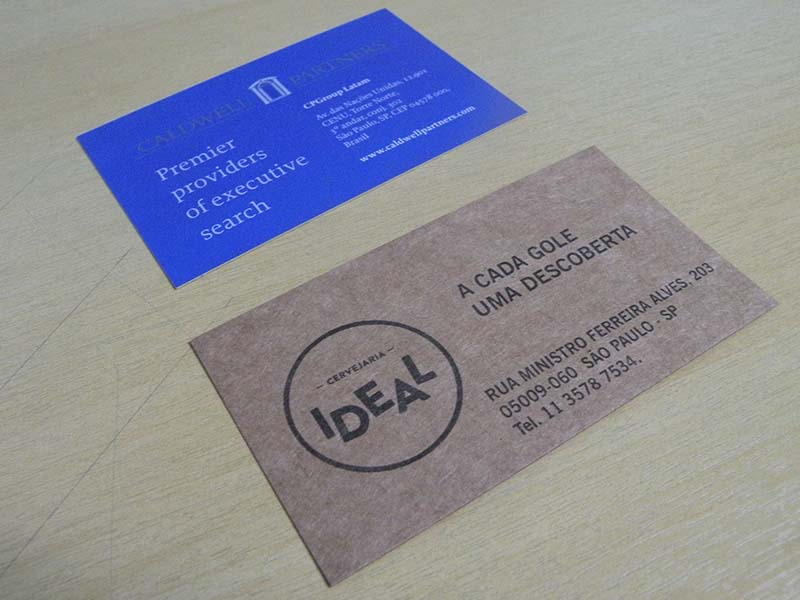 CALDWELL PARTNERS
Premier
providers
of executive
search
CPGroup Latam
Av. das Nações Unidas, 12.901
CENU, Torre Norte,
3º andar, conj. 302
São Paulo, SP, CEP 04578 000,
Brasil
www.caldwellpartners.com
– CERVEJARIA –
IDEAL
A CADA GOLE
UMA DESCOBERTA
RUA MINISTRO FERREIRA ALVES, 203
05009-060 SÃO PAULO - SP
Tel. 11 3578 7534.